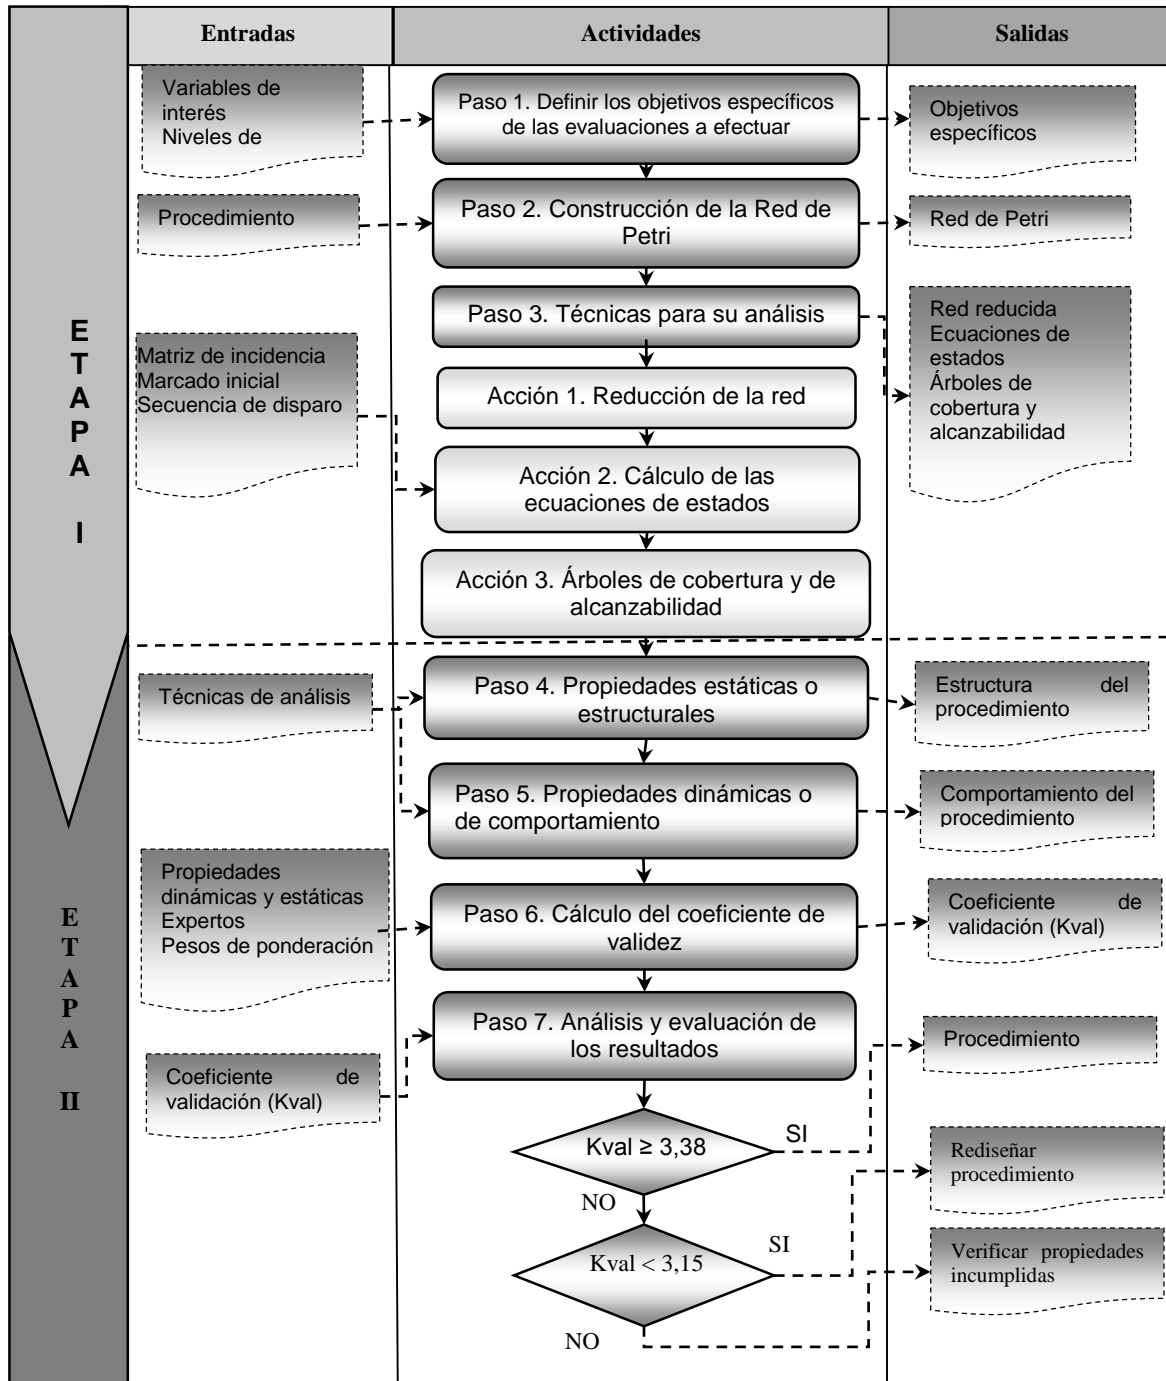 Entradas
Actividades
Salidas
ETAPA I
Variables de
interés
Niveles de
Paso 1. Definir los objetivos específicos
de las evaluaciones a efectuar
Objetivos
específicos
Procedimiento
Paso 2. Construcción de la Red de
Petri
Red de Petri
Paso 3. Técnicas para su análisis
Red reducida
Ecuaciones de
estados
Árboles de
cobertura y
alcanzabilidad
Matriz de incidencia
Marcado inicial
Secuencia de disparo
Acción 1. Reducción de la red
Acción 2. Cálculo de las
ecuaciones de estados
Acción 3. Árboles de cobertura y de
alcanzabilidad
ETAPA II
Técnicas de análisis
Paso 4. Propiedades estáticas o
estructurales
Estructura del
procedimiento
Paso 5. Propiedades dinámicas o
de comportamiento
Comportamiento del
procedimiento
Propiedades
dinámicas y estáticas
Expertos
Pesos de ponderación
Paso 6. Cálculo del coeficiente de
validez
Coeficiente de
validación (Kval)
Paso 7. Análisis y evaluación de
los resultados
Procedimiento
Coeficiente de
validación (Kval)
Kval ≥ 3,38
SI
NO
Rediseñar
procedimiento
Kval < 3,15
SI
NO
Verificar propiedades
incumplidas